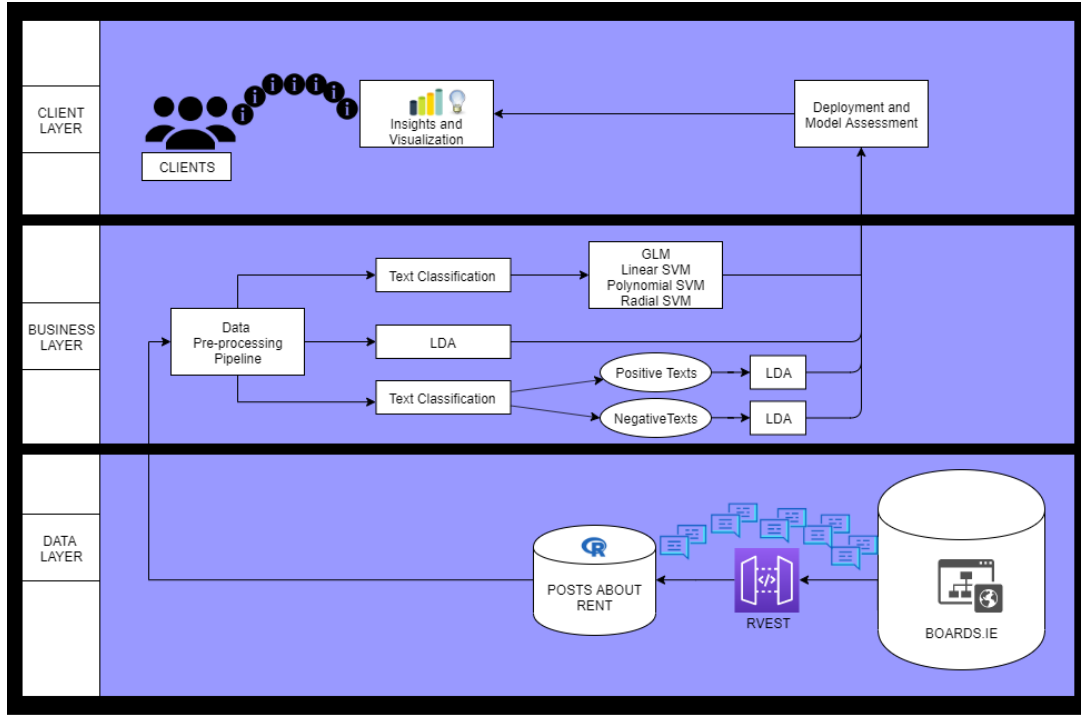 CLIENT
LAYER
CLIENTS
Insights and
Visualization
Deployment and
Model Assessment
BUSINESS
LAYER
Data
Pre-processing
Pipeline
Text Classification
GLM
Linear SVM
Polynomial SVM
Radial SVM
LDA
Text Classification
Positive Texts
LDA
NegativeTexts
LDA
DATA
LAYER
R
POSTS ABOUT
RENT
</>
RVEST
BOARDS.IE